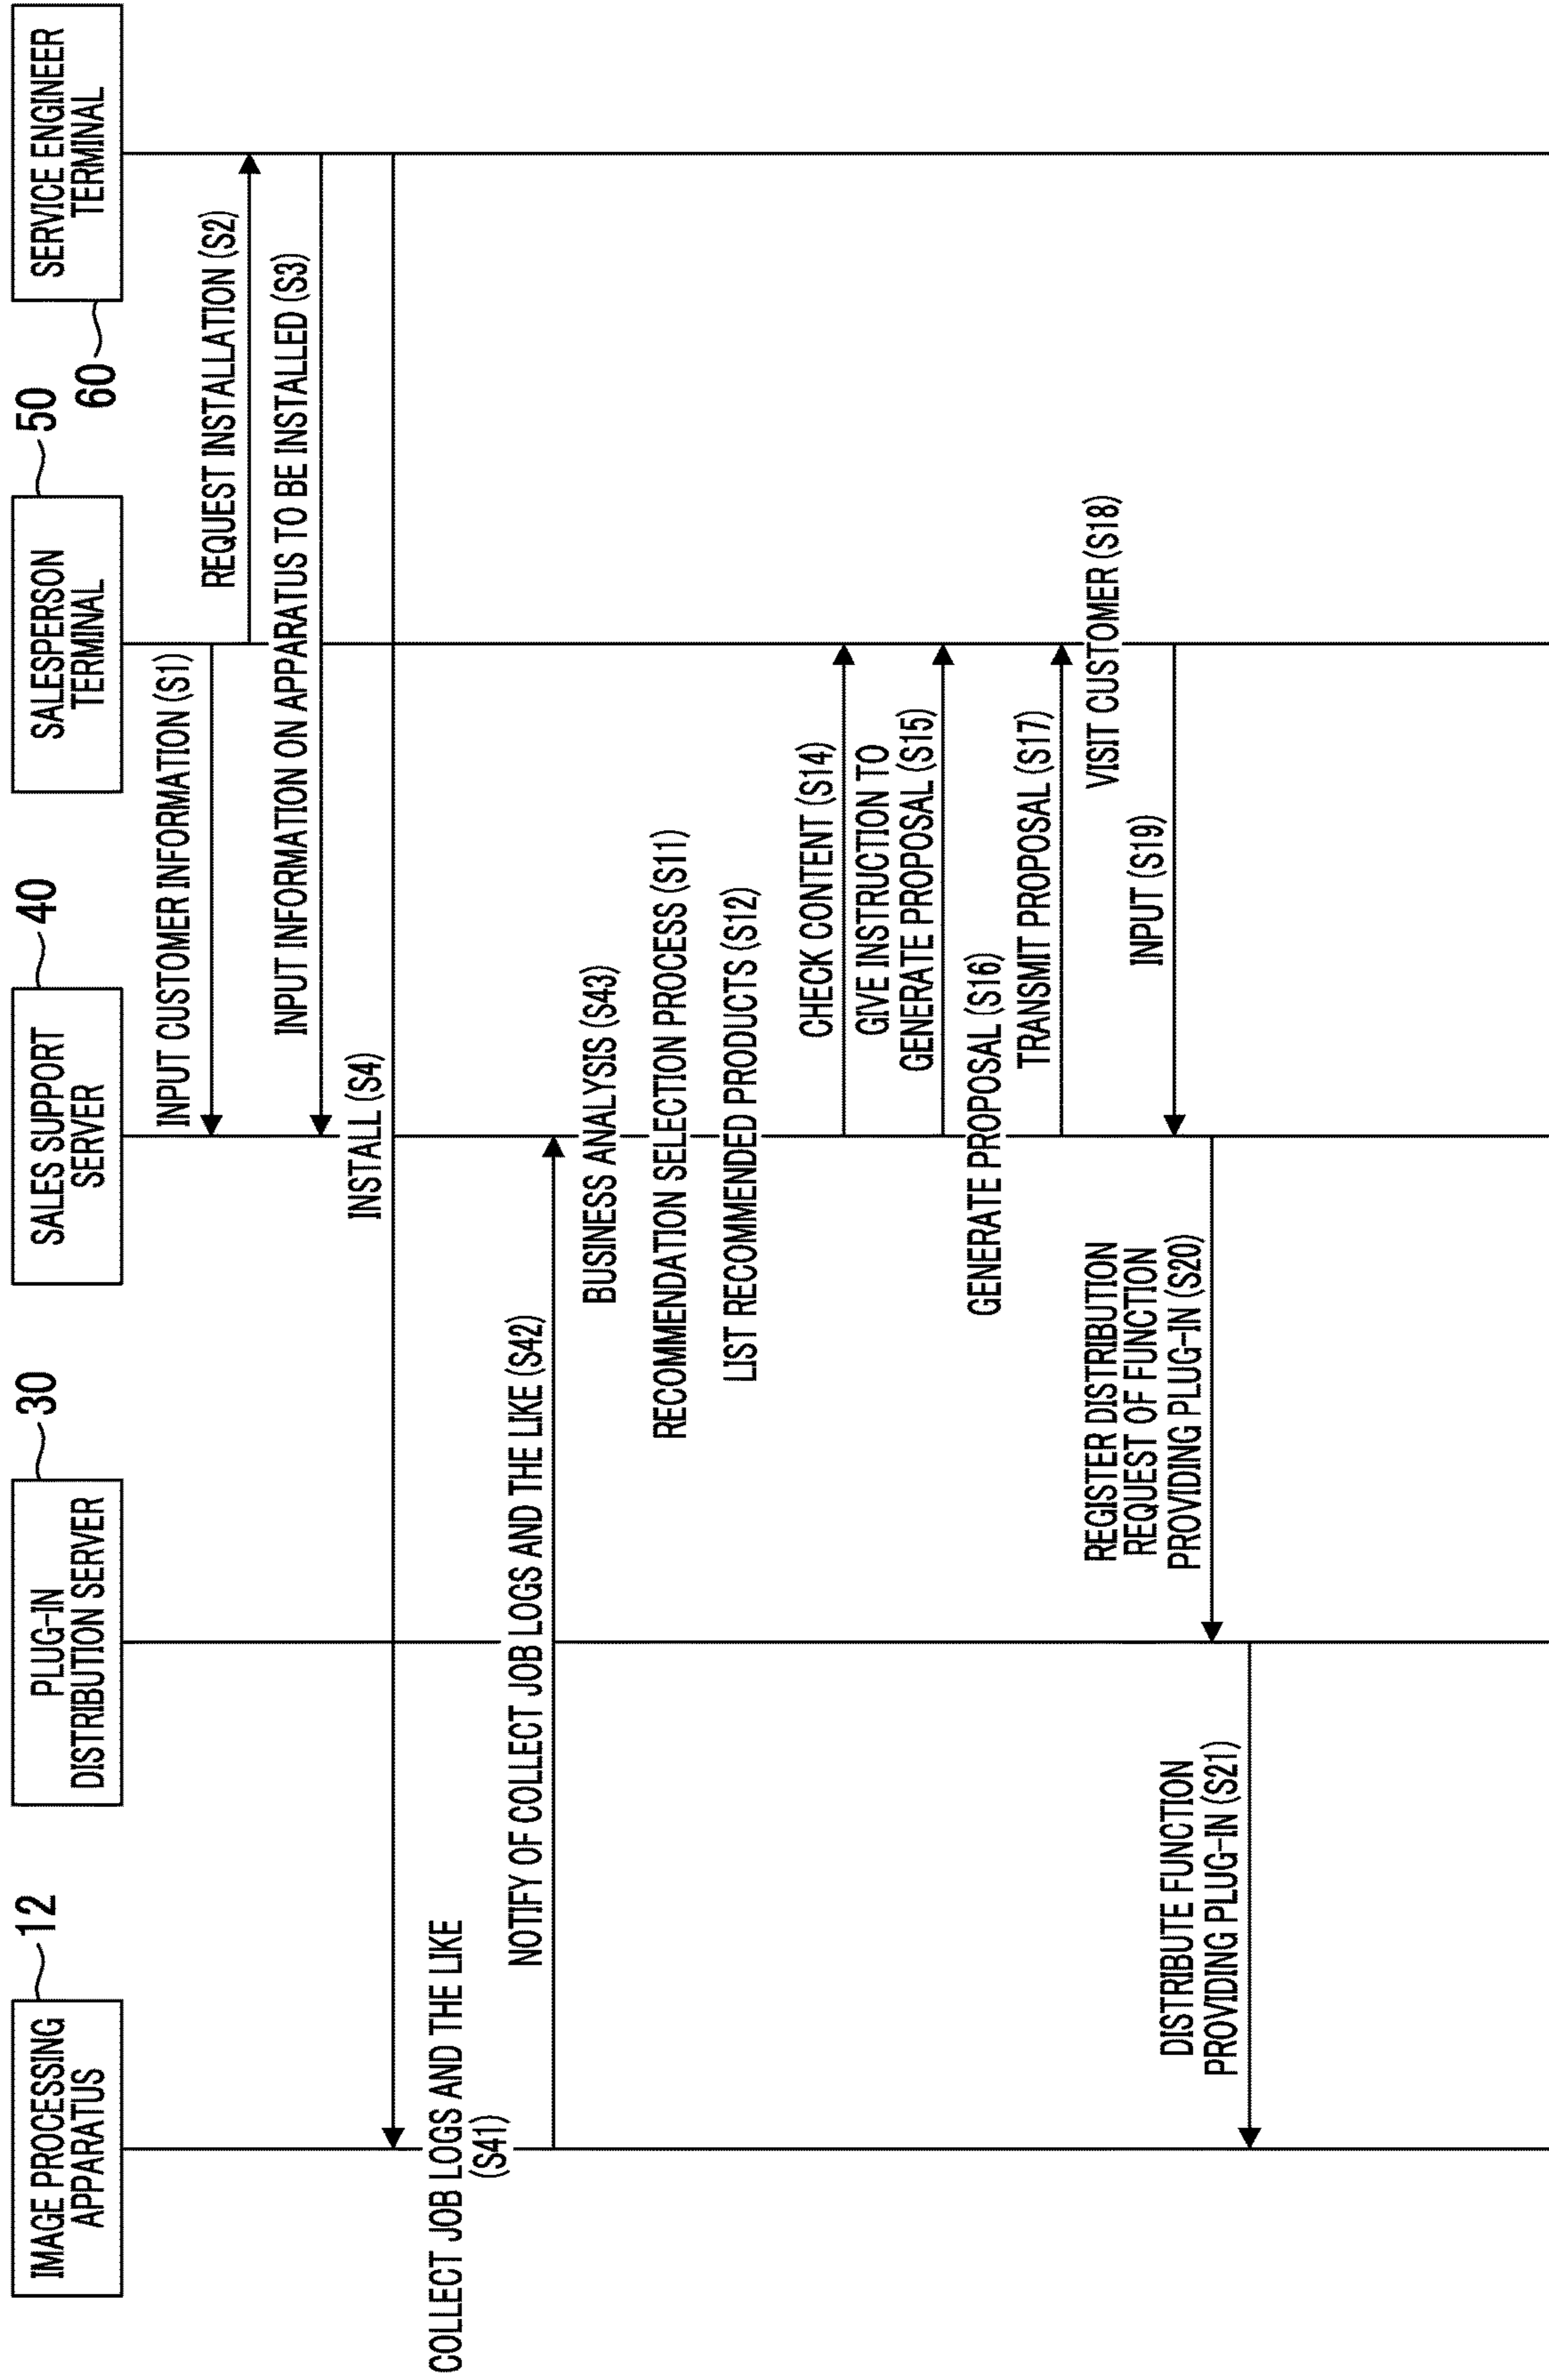 IMAGE PROCESSING
APPARATUS
12
PLUG-IN
DISTRIBUTION SERVER
30
SALES SUPPORT
SERVER
40
SALESPERSON
TERMINAL
50
SERVICE ENGINEER
TERMINAL
60
INPUT CUSTOMER INFORMATION (S1)
REQUEST INSTALLATION (S2)
INPUT INFORMATION ON APPARATUS TO BE INSTALLED (S3)
INSTALL (S4)
COLLECT JOB LOGS AND THE LIKE
(S41)
NOTIFY OF COLLECT JOB LOGS AND THE LIKE (S42)
BUSINESS ANALYSIS (S43)
RECOMMENDATION SELECTION PROCESS (S11)
LIST RECOMMENDED PRODUCTS (S12)
CHECK CONTENT (S14)
GIVE INSTRUCTION TO
GENERATE PROPOSAL (S15)
GENERATE PROPOSAL (S16)
TRANSMIT PROPOSAL (S17)
VISIT CUSTOMER (S18)
INPUT (S19)
REGISTER DISTRIBUTION
REQUEST OF FUNCTION
PROVIDING PLUG-IN (S20)
DISTRIBUTE FUNCTION
PROVIDING PLUG-IN (S21)